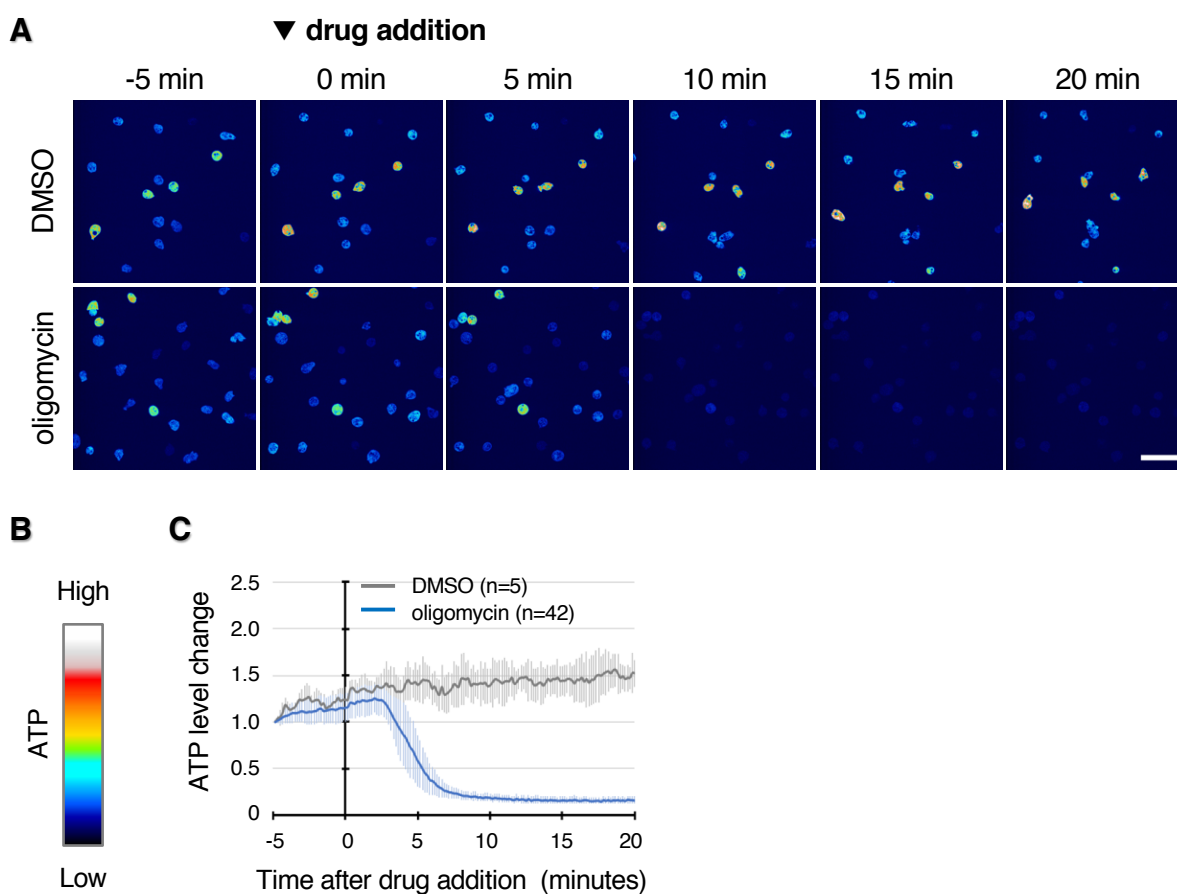 A
▼ drug addition
-5 min 0 min 5 min 10 min 15 min 20 min
DMSO
oligomycin
B
High
ATP
Low
C
DMSO (n=5)
oligomycin (n=42)
ATP level change
2.5
2.0
1.5
1.0
0.5
0
-5 0 5 10 15 20
Time after drug addition (minutes)